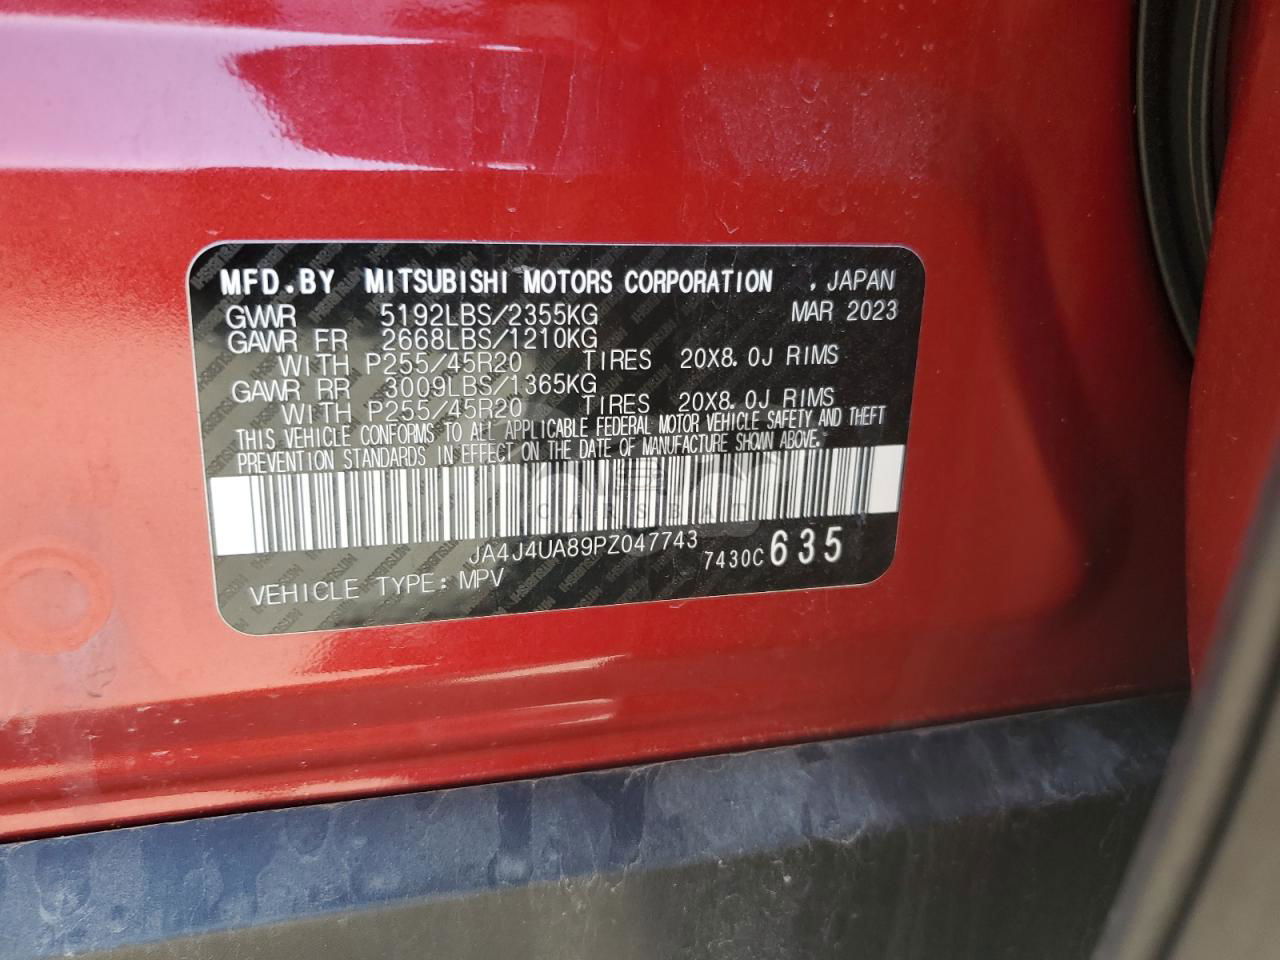 MFD.BY MITSUBISHI MOTORS CORPORATION , JAPAN
GVWR 5192LBS/2355KG MAR 2023
GAWR FR 2668LBS/1210KG
WITH P255/45R20 TIRES 20X8.0J RIMS
GAWR RR 3009LBS/1365KG
WITH P255/45R20 TIRES 20X8.0J RIMS
THIS VEHICLE CONFORMS TO ALL APPLICABLE FEDERAL MOTOR VEHICLE SAFETY AND THEFT
PREVENTION STANDARDS IN EFFECT ON THE DATE OF MANUFACTURE SHOWN ABOVE.
CARSBAD
JA4J4UA89PZ047743 7430C 635
VEHICLE TYPE: MPV